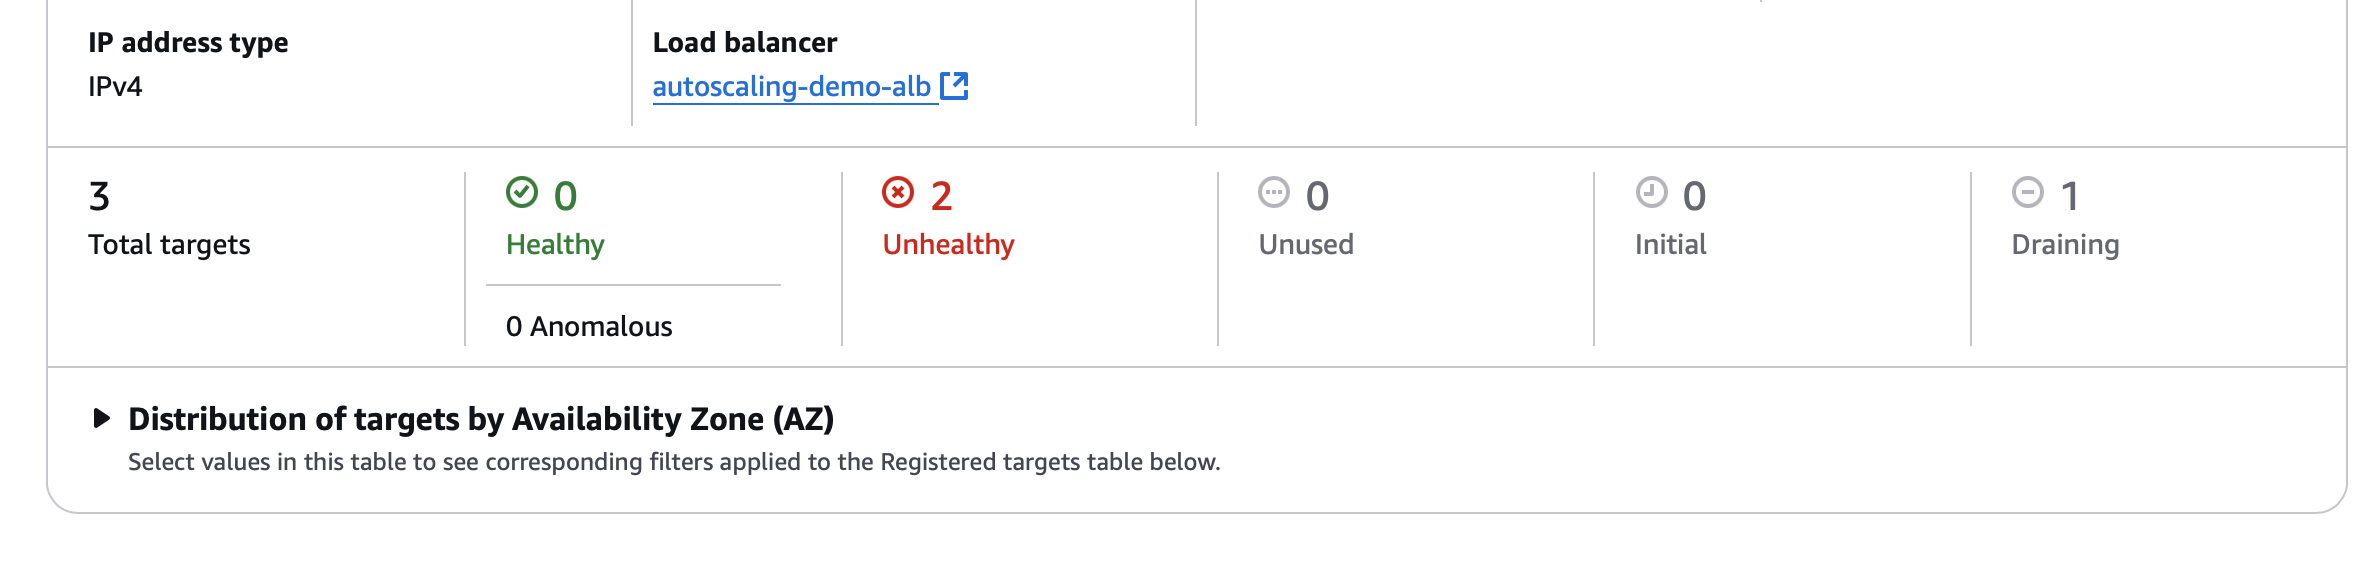 IP address type
IPv4
Load balancer
autoscaling-demo-alb
3
Total targets
0
Healthy
0 Anomalous
2
Unhealthy
0
Unused
0
Initial
1
Draining
Distribution of targets by Availability Zone (AZ)
Select values in this table to see corresponding filters applied to the Registered targets table below.